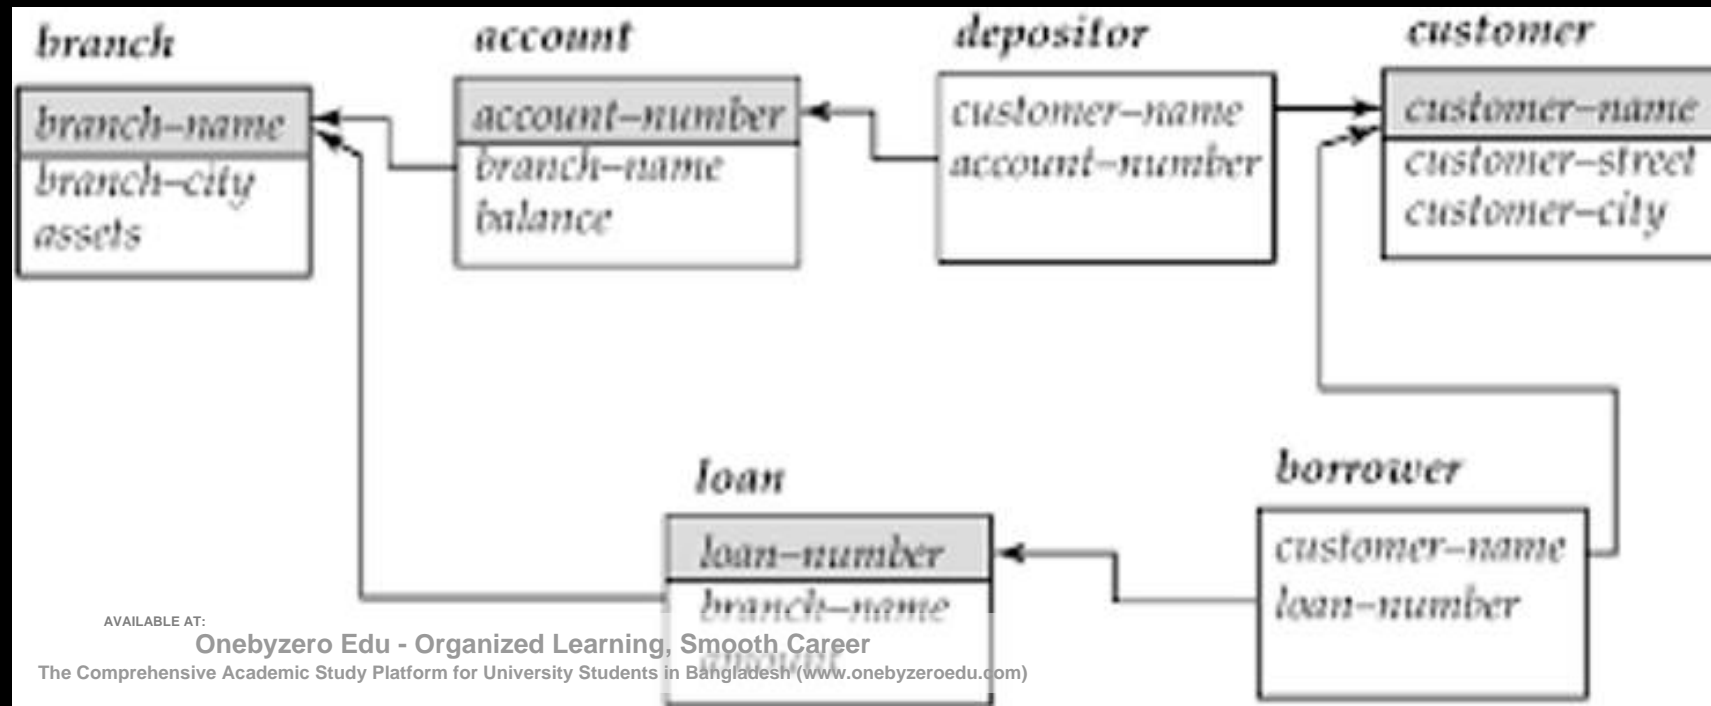 branch
branch–name
branch–city
assets
account
account–number
branch–name
balance
depositor
customer–name
account–number
customer
customer–name
customer–street
customer–city
loan
loan–number
branch–name
amount
borrower
customer–name
loan–number
AVAILABLE AT:
Onebyzero Edu - Organized Learning, Smooth Career
The Comprehensive Academic Study Platform for University Students in Bangladesh (www.onebyzeroedu.com)